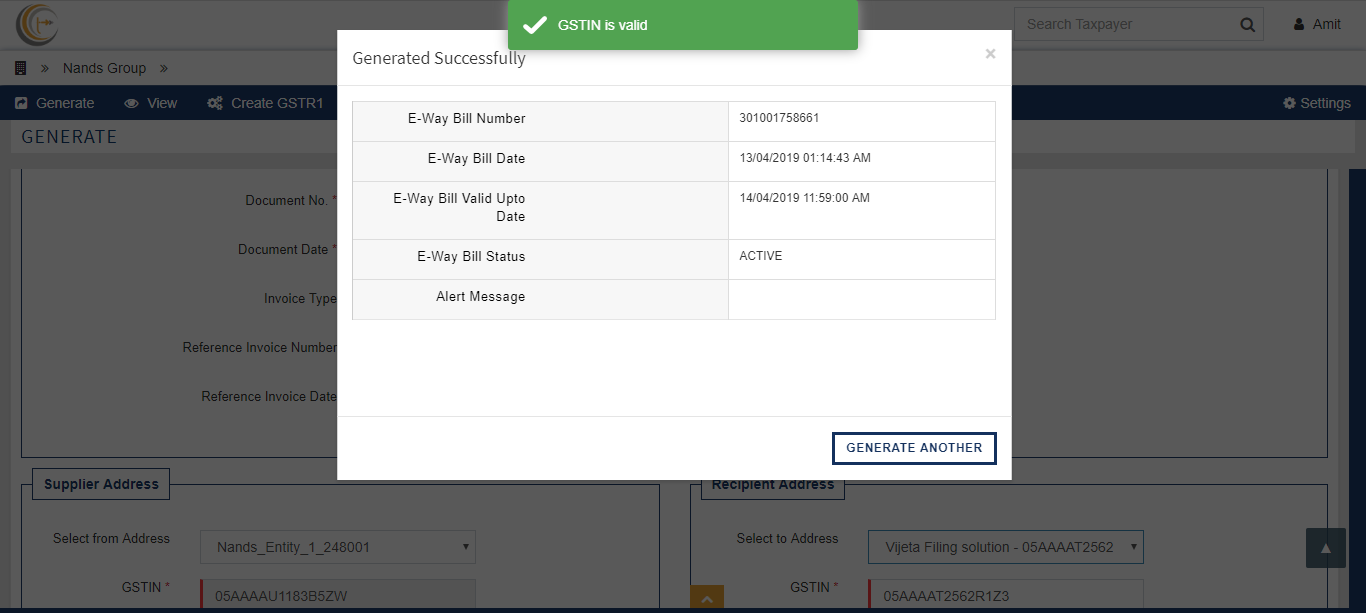 GSTIN is valid
Search Taxpayer
Amit
Generated Successfully
×
» Nands Group »
Generate View Create GSTR1 Settings
GENERATE
E-Way Bill Number 301001758661
E-Way Bill Date 13/04/2019 01:14:43 AM
E-Way Bill Valid Upto 14/04/2019 11:59:00 AM
Date
E-Way Bill Status ACTIVE
Alert Message
Document No. *
Document Date *
Invoice Type
Reference Invoice Number
Reference Invoice Date
GENERATE ANOTHER
Supplier Address
Select from Address Nands_Entity_1_248001
GSTIN * 05AAAAU1183B5ZW
Recipient Address
Select to Address Vijeta Filing solution - 05AAAAT2562
GSTIN * 05AAAAT2562R1Z3